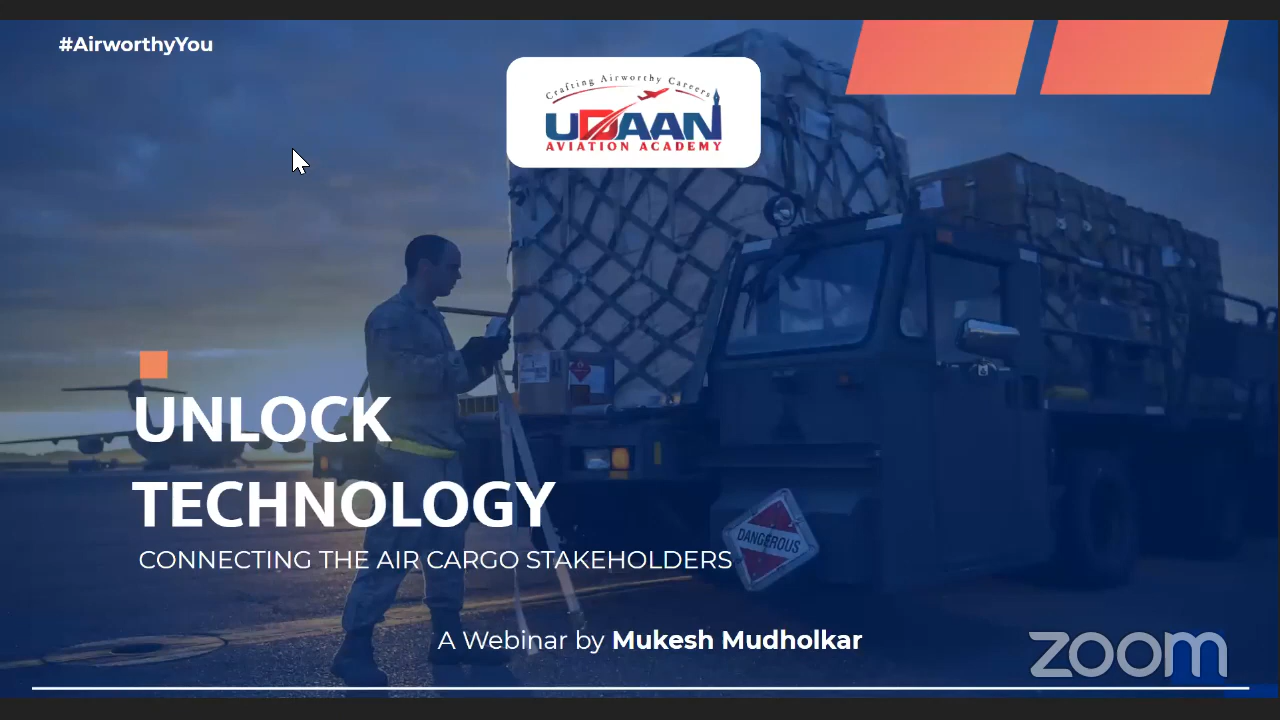 #AirworthyYou
Crafting Airworthy Careers
UDAAN
AVIATION ACADEMY
UNLOCK
TECHNOLOGY
CONNECTING THE AIR CARGO STAKEHOLDERS
DANGEROUS
A Webinar by Mukesh Mudholkar
zoom